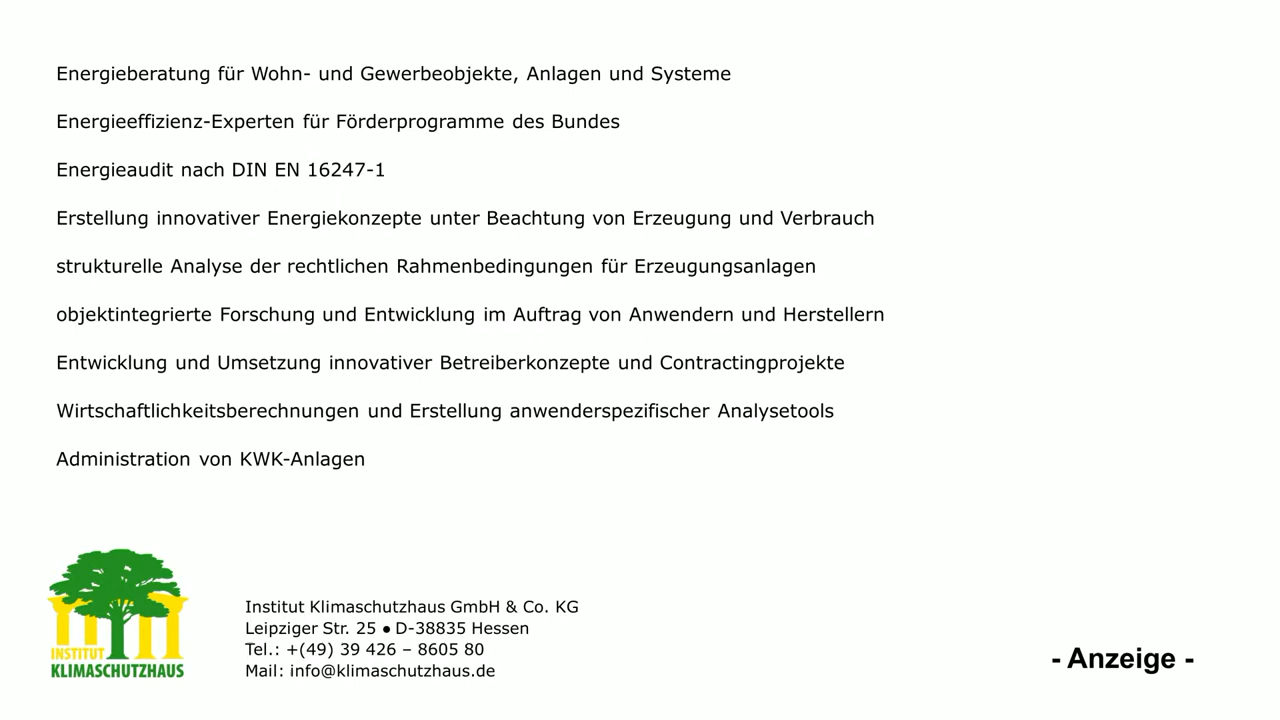 Energieberatung für Wohn- und Gewerbeobjekte, Anlagen und Systeme
Energieeffizienz-Experten für Förderprogramme des Bundes
Energieaudit nach DIN EN 16247-1
Erstellung innovativer Energiekonzepte unter Beachtung von Erzeugung und Verbrauch
strukturelle Analyse der rechtlichen Rahmenbedingungen für Erzeugungsanlagen
objektintegrierte Forschung und Entwicklung im Auftrag von Anwendern und Herstellern
Entwicklung und Umsetzung innovativer Betreiberkonzepte und Contractingprojekte
Wirtschaftlichkeitsberechnungen und Erstellung anwenderspezifischer Analysetools
Administration von KWK-Anlagen
INSTITUT
KLIMASCHUTZHAUS
Institut Klimaschutzhaus GmbH & Co. KG
Leipziger Str. 25 ● D-38835 Hessen
Tel.: +(49) 39 426 – 8605 80
Mail: info@klimaschutzhaus.de
- Anzeige -